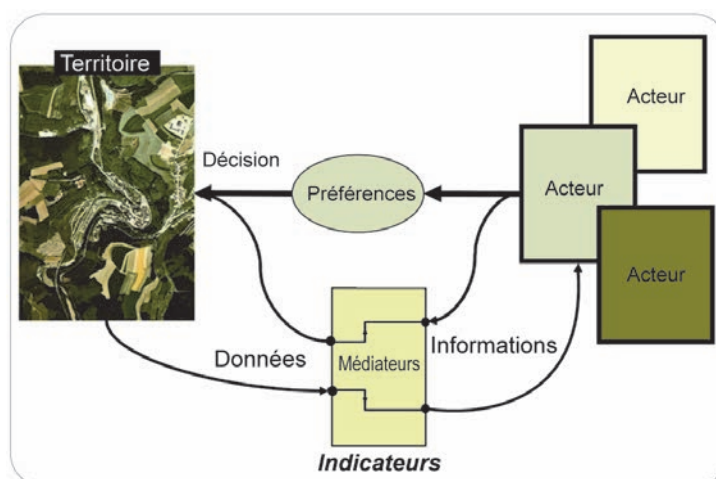 Territoire
Acteur
Décision
Préférences
Acteur
Acteur
Données
Médiateurs
Informations
Indicateurs